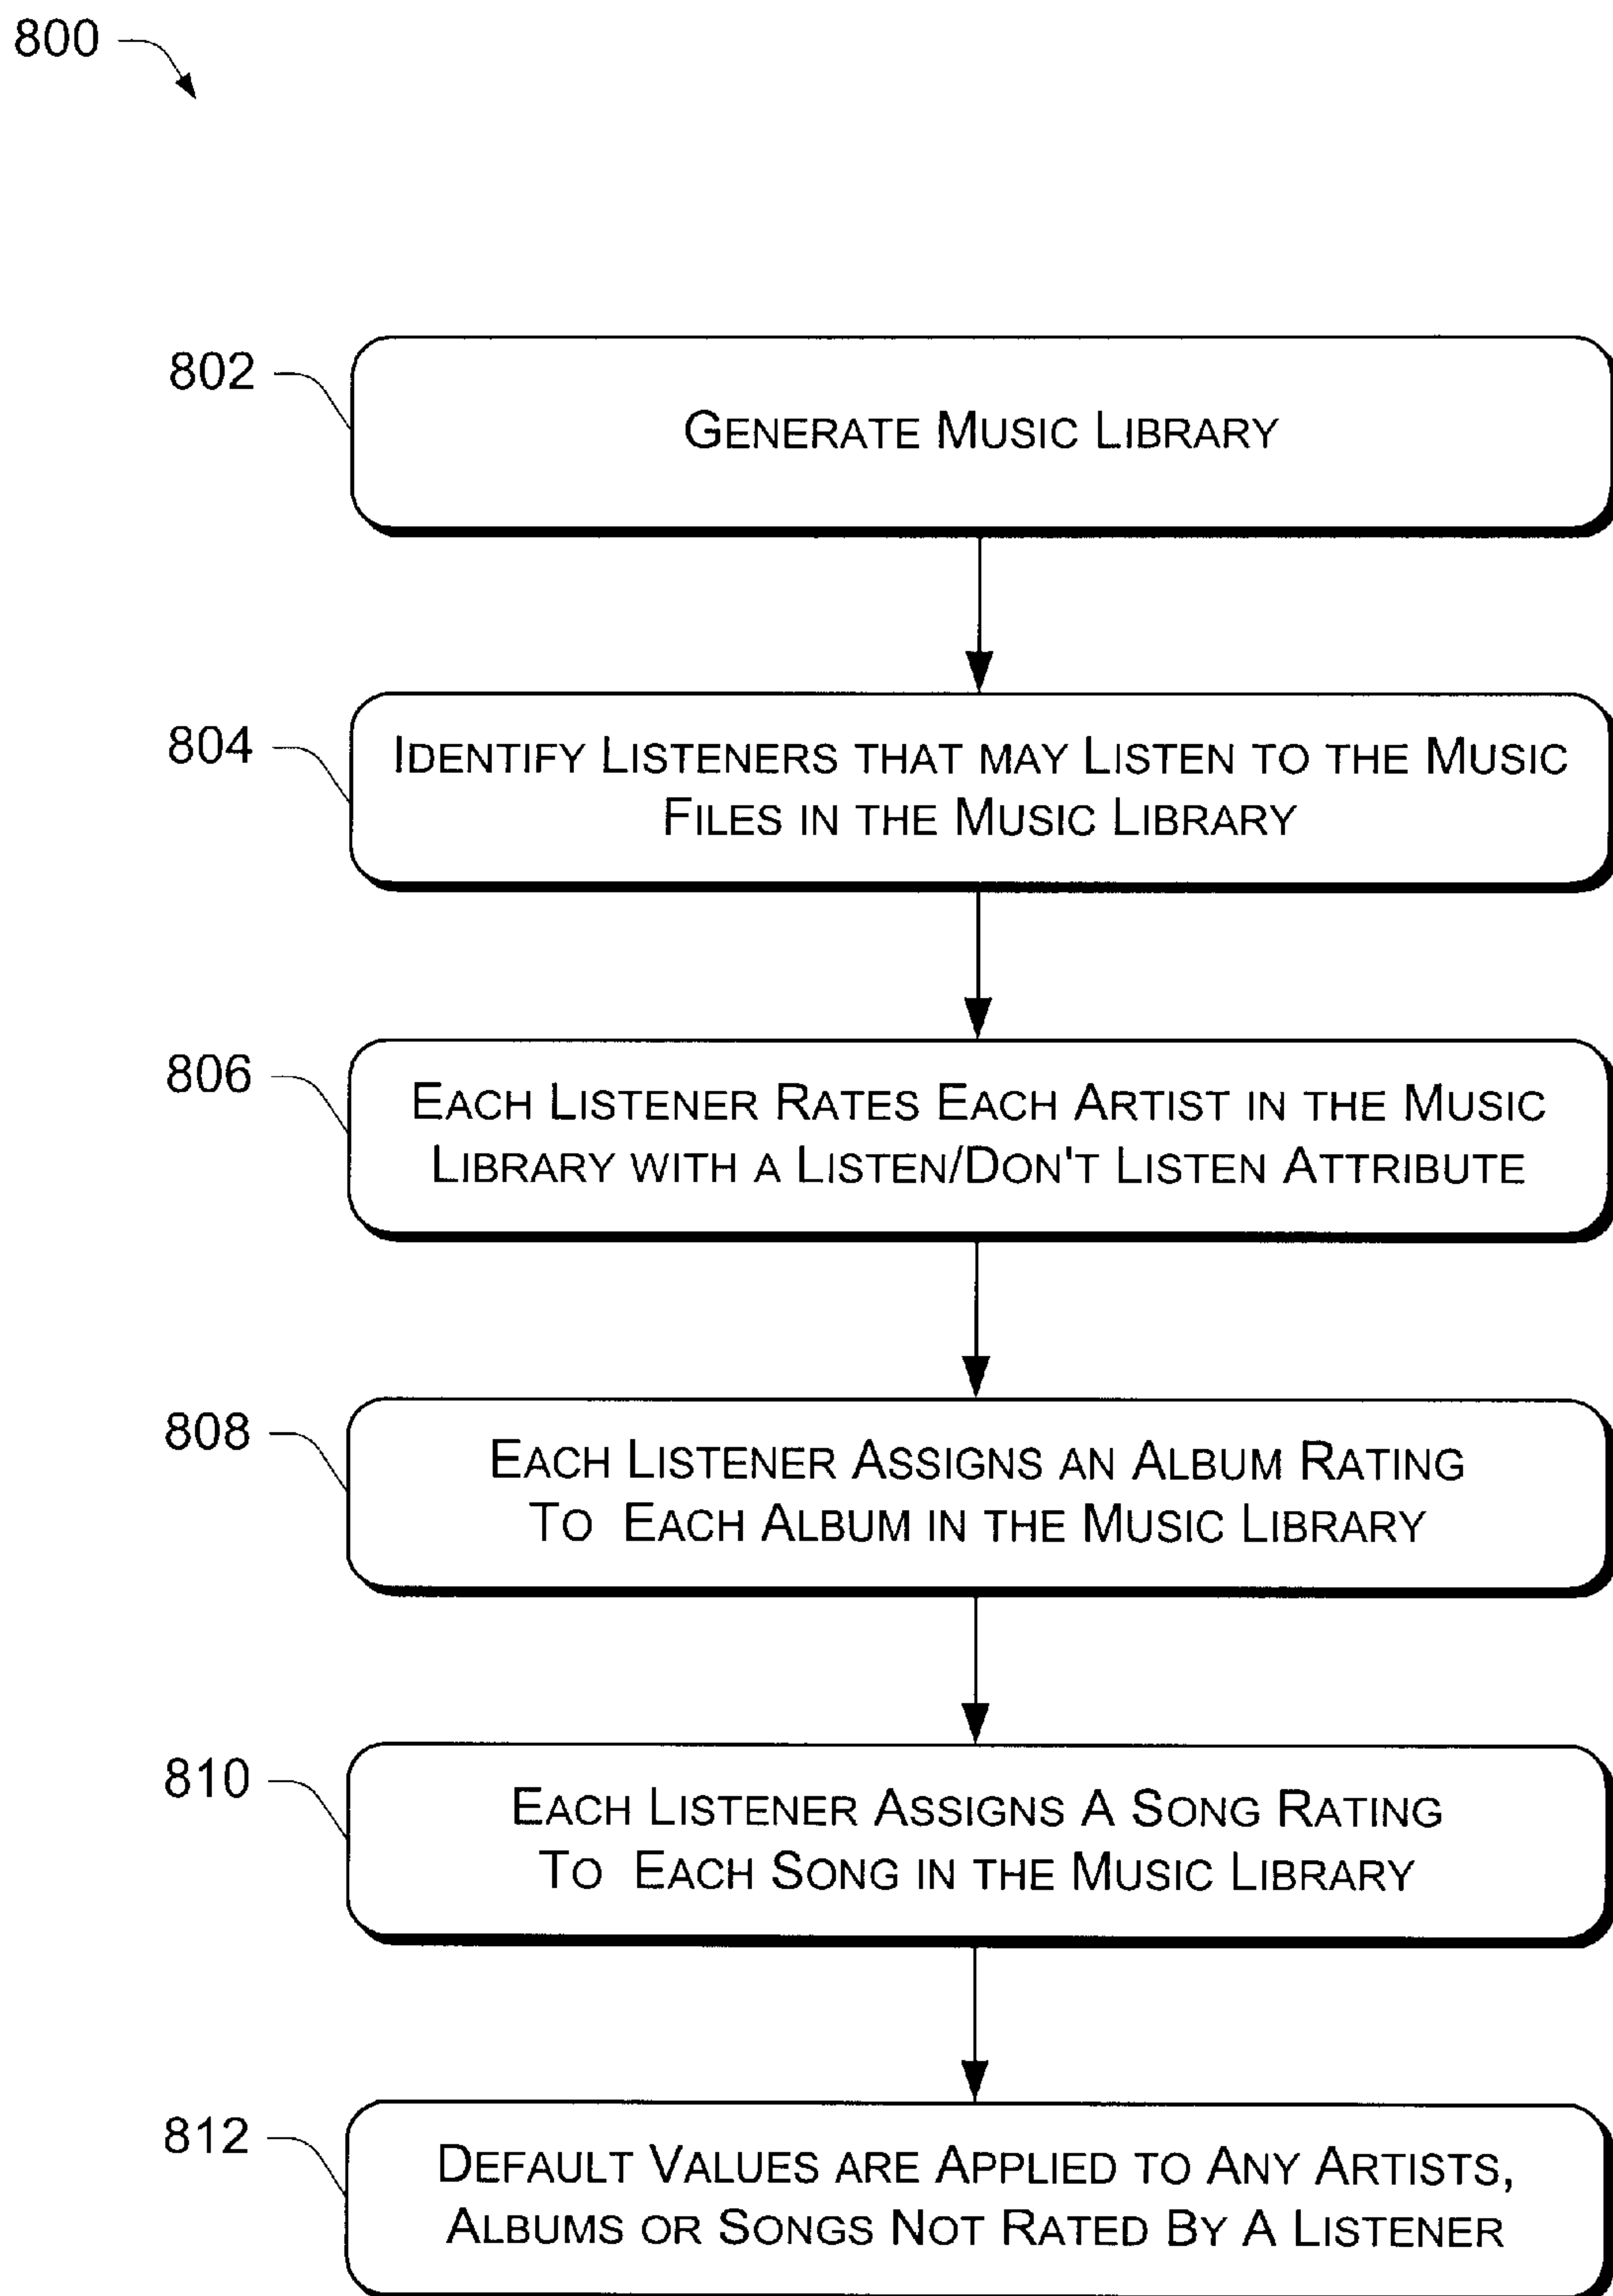 800
802
GENERATE MUSIC LIBRARY
804
IDENTIFY LISTENERS THAT MAY LISTEN TO THE MUSIC
FILES IN THE MUSIC LIBRARY
806
EACH LISTENER RATES EACH ARTIST IN THE MUSIC
LIBRARY WITH A LISTEN/DON'T LISTEN ATTRIBUTE
808
EACH LISTENER ASSIGNS AN ALBUM RATING
TO EACH ALBUM IN THE MUSIC LIBRARY
810
EACH LISTENER ASSIGNS A SONG RATING
TO EACH SONG IN THE MUSIC LIBRARY
812
DEFAULT VALUES ARE APPLIED TO ANY ARTISTS,
ALBUMS OR SONGS NOT RATED BY A LISTENER